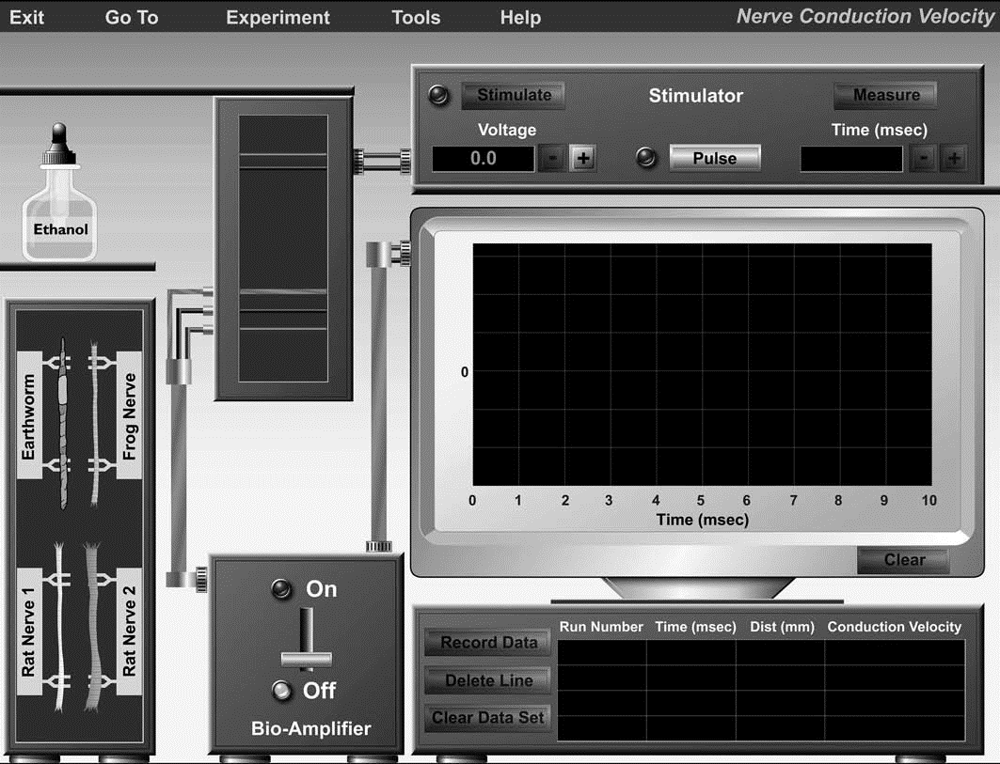 Exit Go To Experiment Tools Help Nerve Conduction Velocity
Stimulate Stimulator Measure
Voltage Time (msec)
0.0 - + Pulse - +
Ethanol
0
0 1 2 3 4 5 6 7 8 9 10
Time (msec)
Clear
Earthworm
Frog Nerve
Rat Nerve 1
Rat Nerve 2
On
Off
Bio-Amplifier
Run Number Time (msec) Dist (mm) Conduction Velocity
Record Data
Delete Line
Clear Data Set